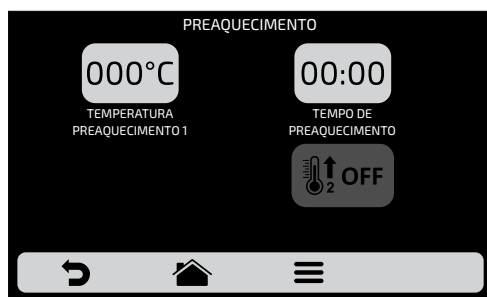 PREAQUECIMENTO
000°C
00:00
TEMPERATURA
PREAQUECIMENTO 1
TEMPO DE
PREAQUECIMENTO
2 OFF